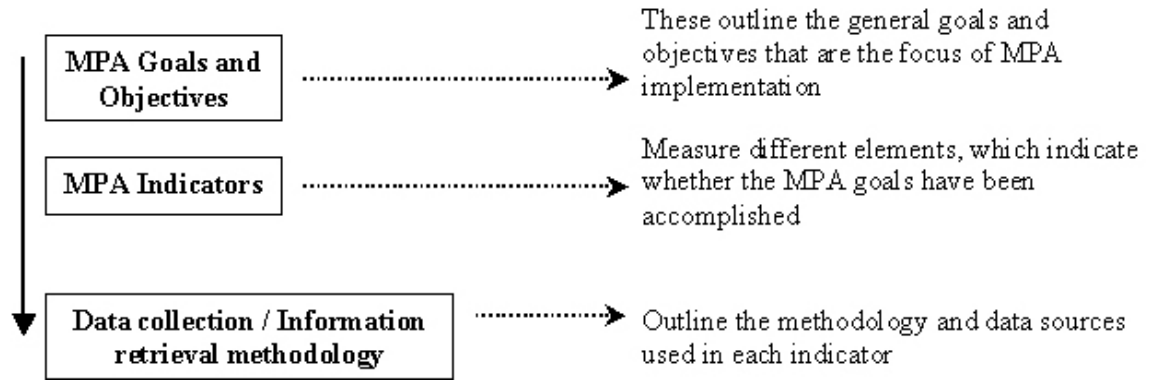 MPA Goals and
Objectives
These outline the general goals and
objectives that are the focus of MPA
implementation
MPA Indicators
Measure different elements, which indicate
whether the MPA goals have been
accomplished
Data collection / Information
retrieval methodology
Outline the methodology and data sources
used in each indicator